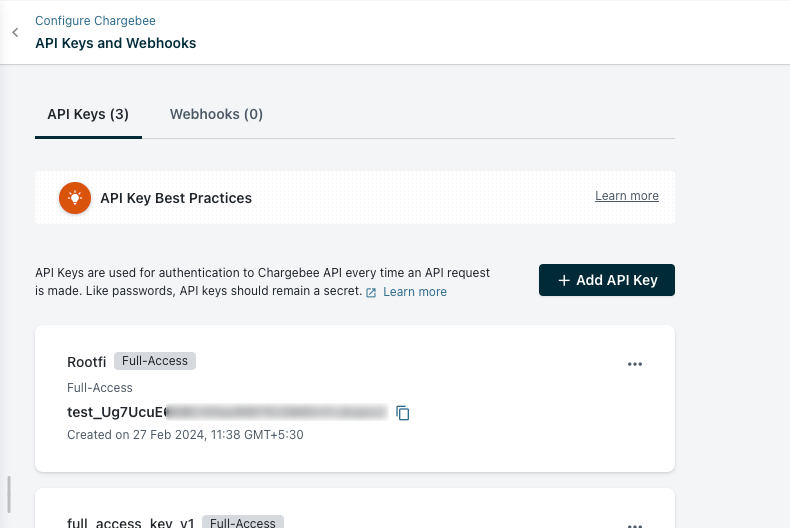 Configure Chargebee
API Keys and Webhooks
API Keys (3)
Webhooks (0)
API Key Best Practices
Learn more
API Keys are used for authentication to Chargebee API every time an API request
is made. Like passwords, API keys should remain a secret. Learn more
+ Add API Key
Rootfi Full-Access
Full-Access
test_Ug7UcuE
Created on 27 Feb 2024, 11:38 GMT+5:30
full_access_key_v1 Full-Access